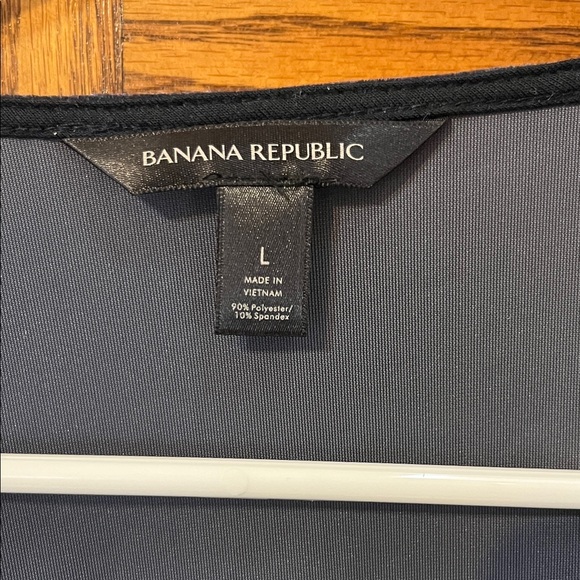 BANANA REPUBLIC
L
MADE IN
VIETNAM
90% Polyester/
10% Spandex